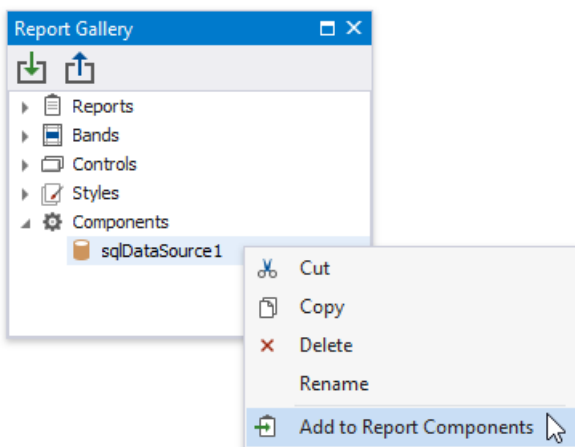 Report Gallery
Reports
Bands
Controls
Styles
Components
sqlDataSource1
Cut
Copy
Delete
Rename
Add to Report Components